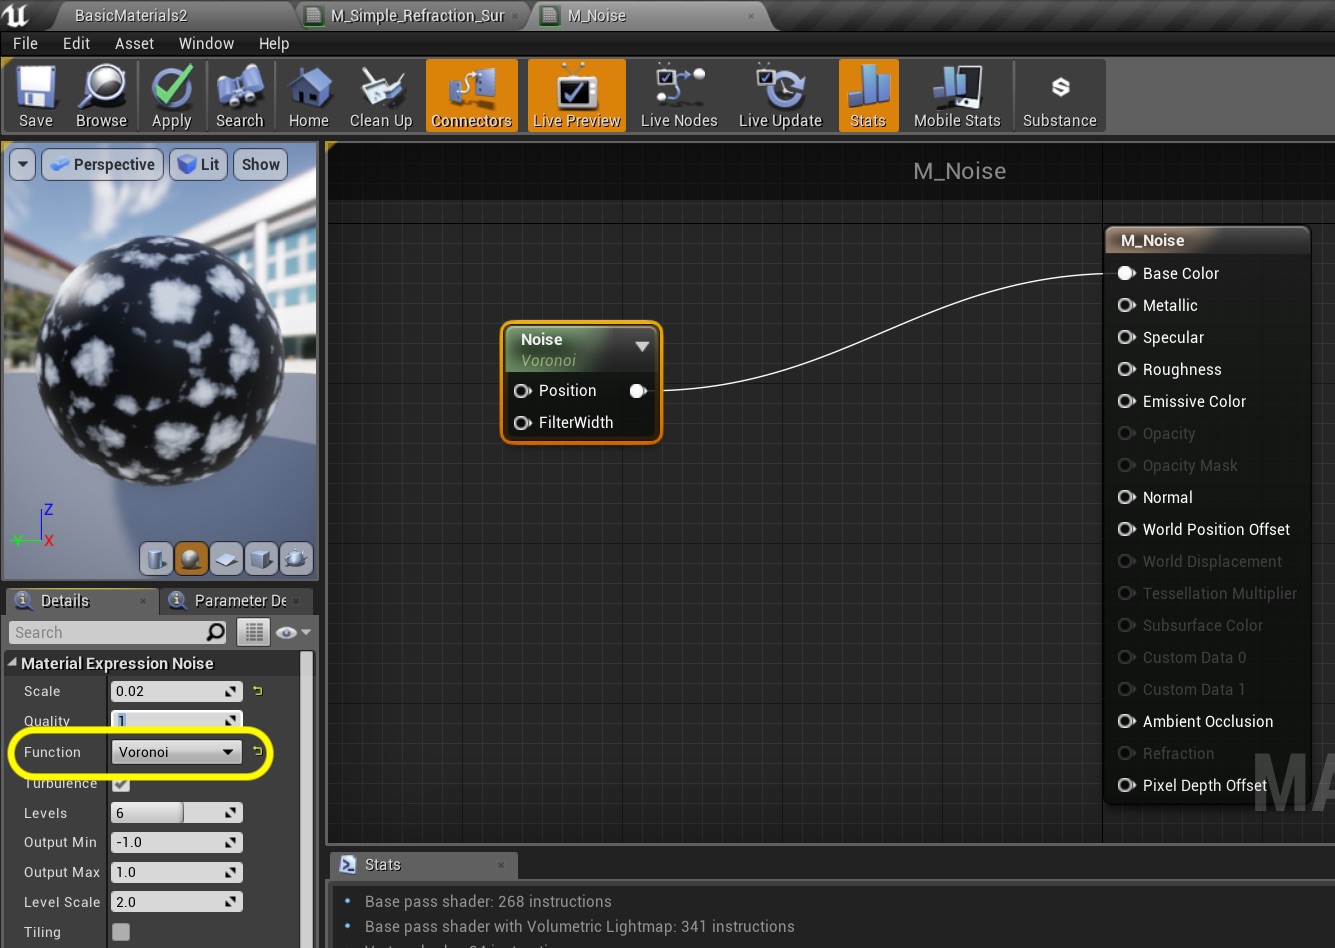 BasicMaterials2
M_Simple_Refraction_Sur
M_Noise
File Edit Asset Window Help
Save Browse Apply Search Home Clean Up Connectors Live Preview Live Nodes Live Update Stats Mobile Stats Substance
Perspective Lit Show
Z
Y X
M_Noise
Noise
Voronoi
Position
FilterWidth
M_Noise
Base Color
Metallic
Specular
Roughness
Emissive Color
Opacity
Opacity Mask
Normal
World Position Offset
World Displacement
Tessellation Multiplier
Subsurface Color
Custom Data 0
Custom Data 1
Ambient Occlusion
Refraction
Pixel Depth Offset
MA
Details Parameter De
Search
Material Expression Noise
Scale 0.02
Quality 1
Function Voronoi
Turbulence
Levels 6
Output Min -1.0
Output Max 1.0
Level Scale 2.0
Tiling
Stats
Base pass shader: 268 instructions
Base pass shader with Volumetric Lightmap: 341 instructions